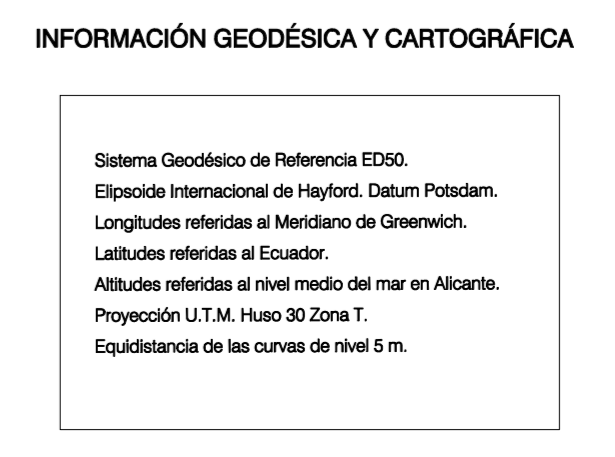 INFORMACIÓN GEODÉSICA Y CARTOGRÁFICA
Sistema Geodésico de Referencia ED50.
Elipsoide Internacional de Hayford. Datum Potsdam.
Longitudes referidas al Meridiano de Greenwich.
Latitudes referidas al Ecuador.
Altitudes referidas al nivel medio del mar en Alicante.
Proyección U.T.M. Huso 30 Zona T.
Equidistancia de las curvas de nivel 5 m.